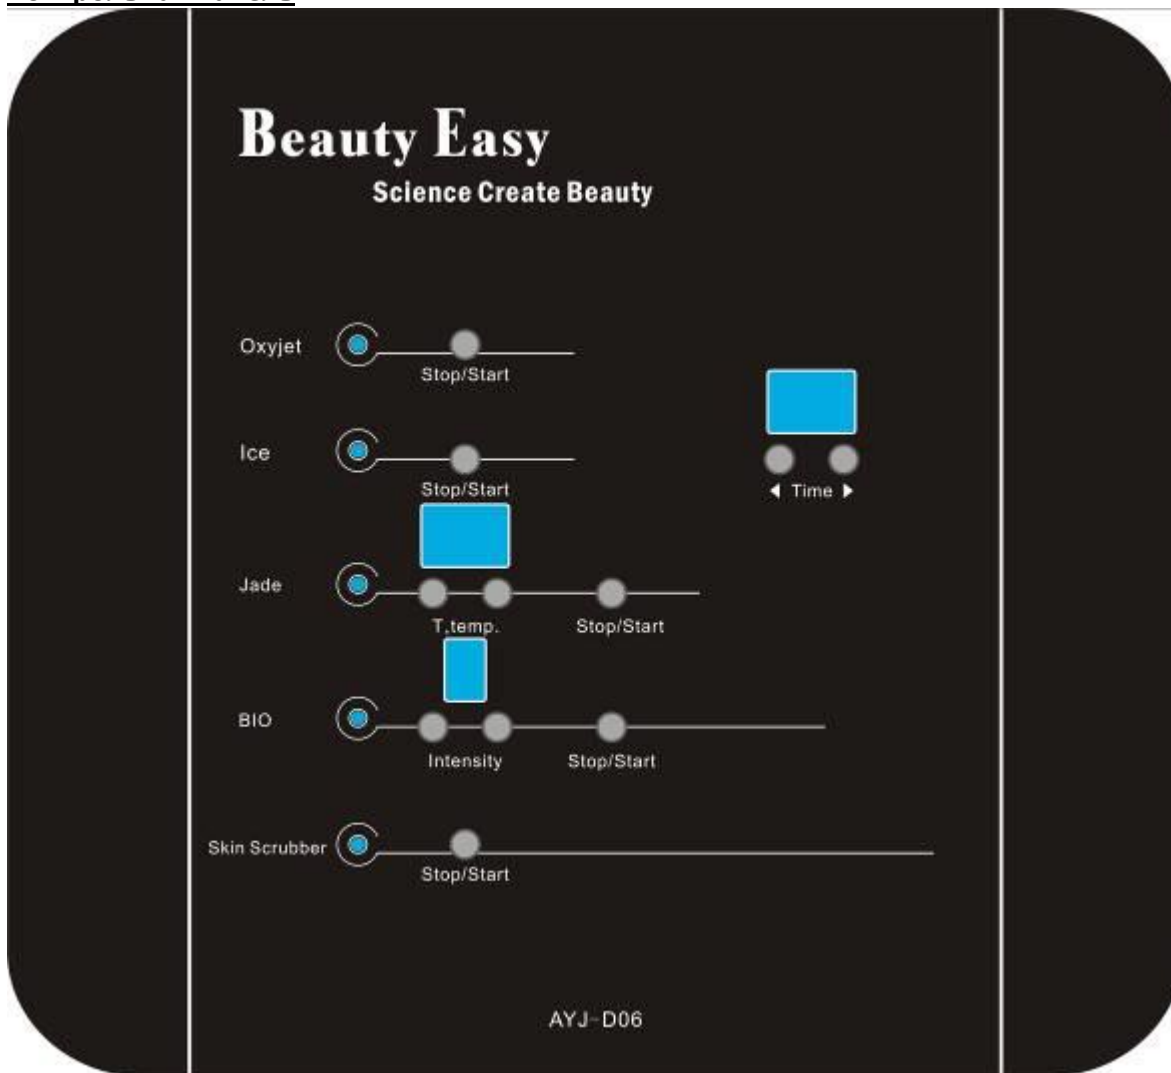 Beauty Easy
Science Create Beauty
Oxyjet
Stop/Start
Ice
Stop/Start
◀ Time ▶
Jade
T,temp.
Stop/Start
BIO
Intensity
Stop/Start
Skin Scrubber
Stop/Start
AYJ-D06